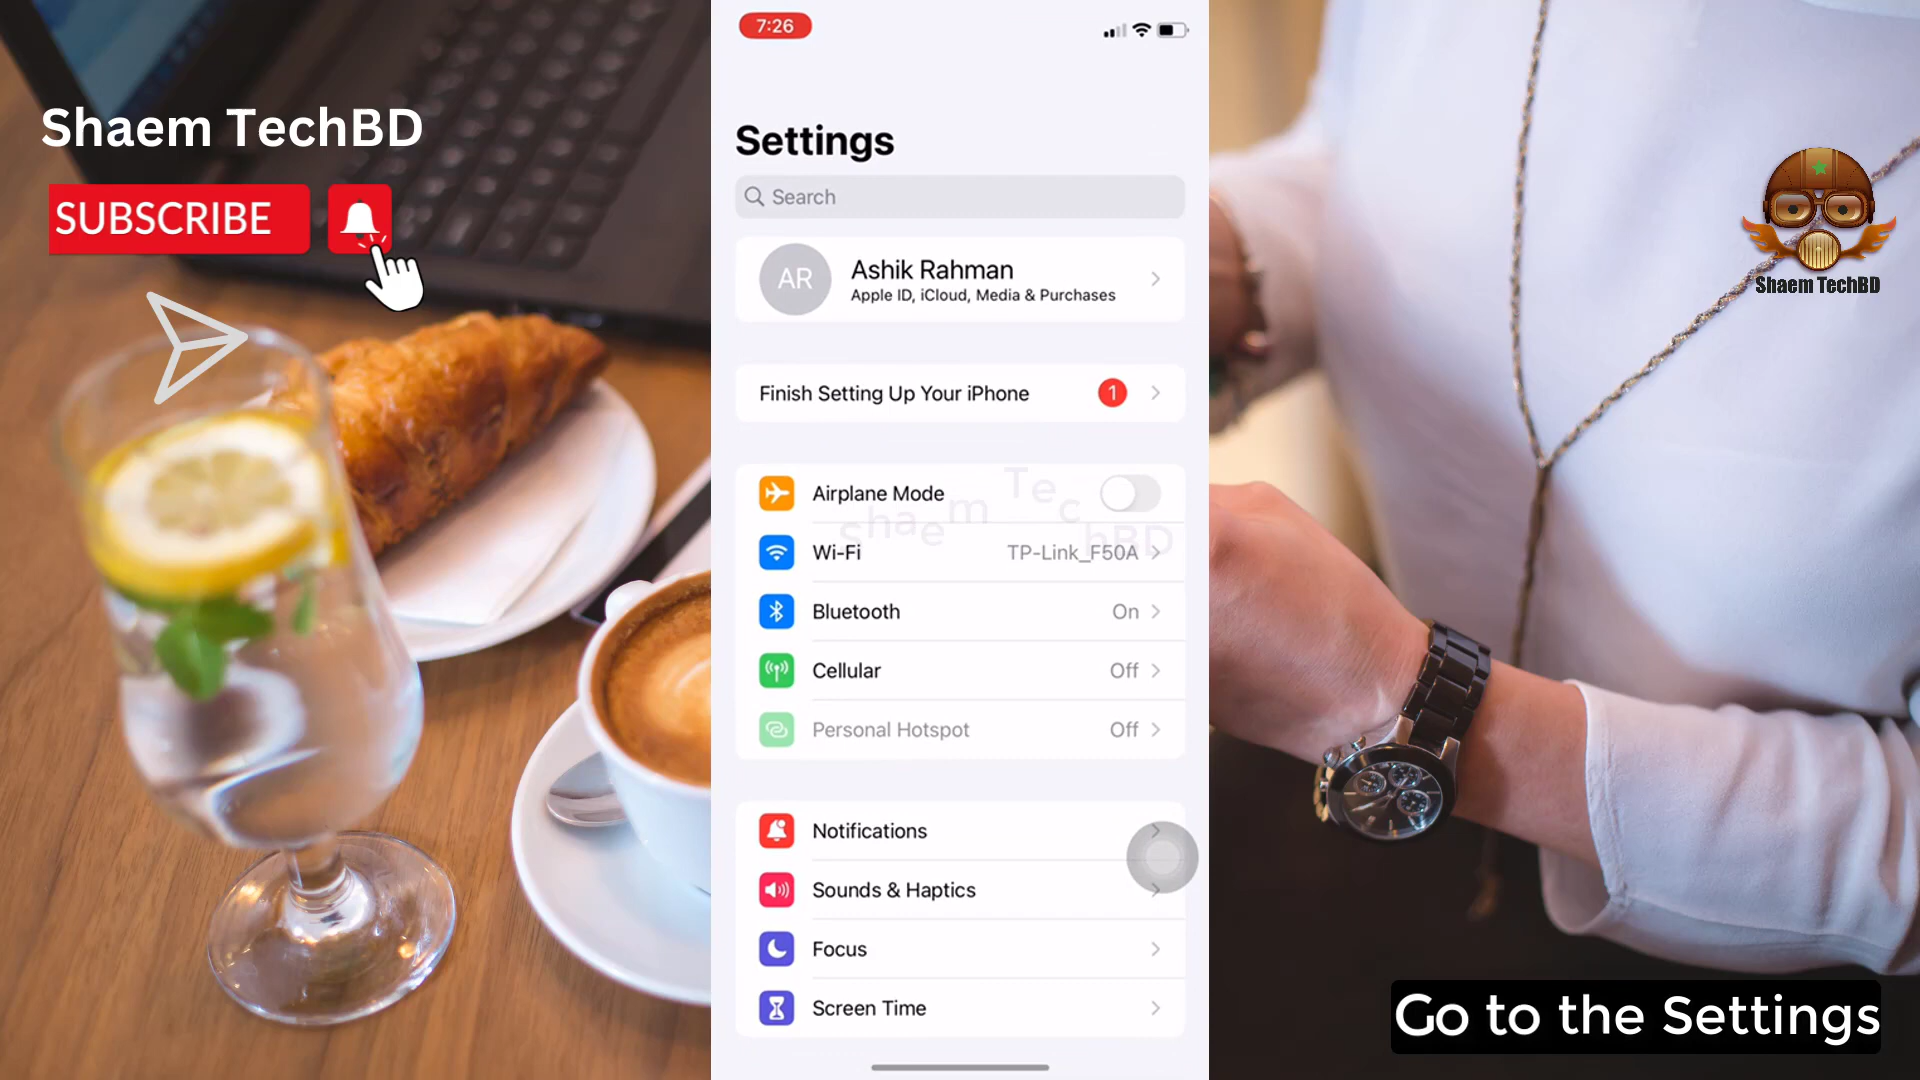 Shaem TechBD
SUBSCRIBE
7:26
Settings
Search
AR
Ashik Rahman
Apple ID, iCloud, Media & Purchases
Finish Setting Up Your iPhone
1
Airplane Mode
Shaem TechBD
Wi-Fi
TP-Link_F50A
Bluetooth
On
Cellular
Off
Personal Hotspot
Off
Notifications
Sounds & Haptics
Focus
Screen Time
Shaem TechBD
Go to the Settings